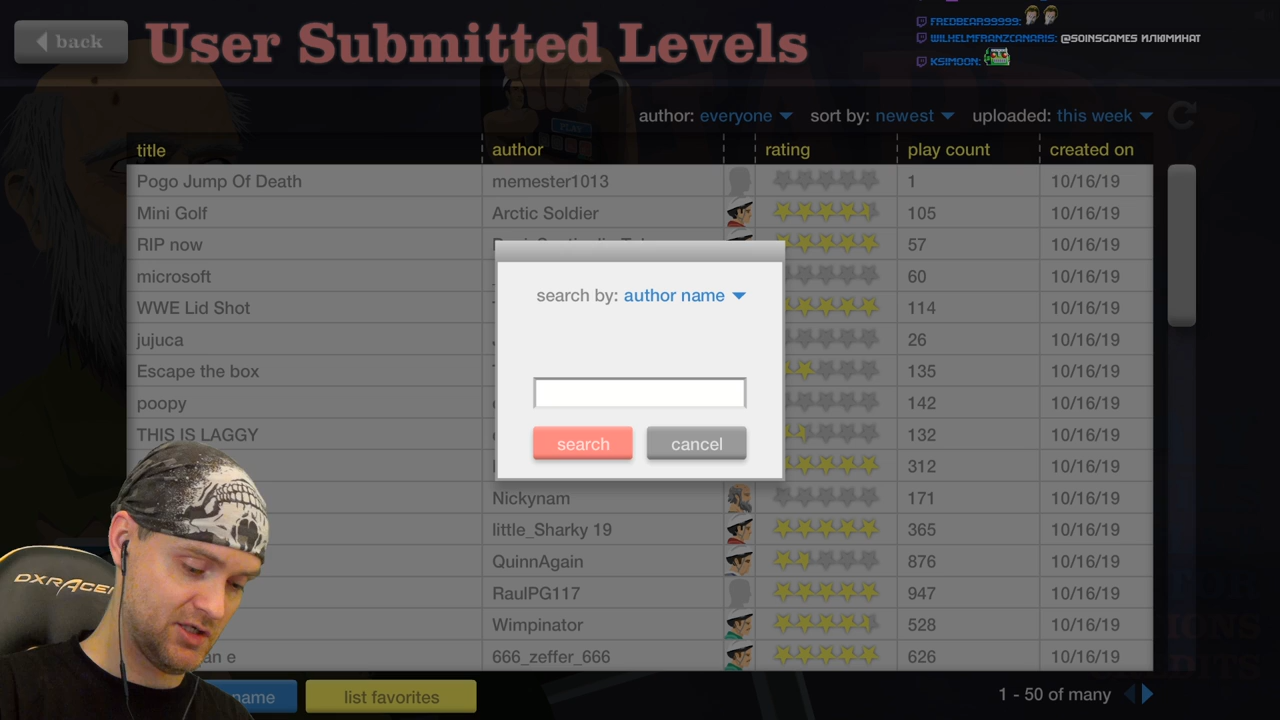 back
User Submitted Levels
FREDBEAR99999:
WILHELMFRANZCANARIS: @SOINSGAMES ИЛЮМИНАТ
KSIMOON:
author: everyone sort by: newest uploaded: this week
title author rating play count created on
Pogo Jump Of Death memester1013 1 10/16/19
Mini Golf Arctic Soldier 105 10/16/19
RIP now 57 10/16/19
microsoft 60 10/16/19
WWE Lid Shot 114 10/16/19
jujuca 26 10/16/19
Escape the box 135 10/16/19
poopy 142 10/16/19
THIS IS LAGGY 132 10/16/19
312 10/16/19
Nickynam 171 10/16/19
little_Sharky 19 365 10/16/19
QuinnAgain 876 10/16/19
RaulPG117 947 10/16/19
Wimpinator 528 10/16/19
an e 666_zeffer_666 626 10/16/19
search by: author name
search cancel
name list favorites 1 - 50 of many
DXRACER